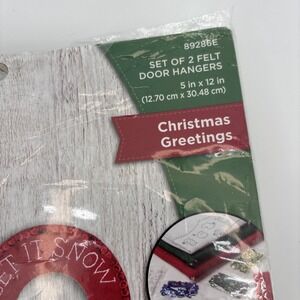 89286E
SET OF 2 FELT
DOOR HANGERS
5 in x 12 in
(12.70 cm x 30.48 cm)
Christmas
Greetings
ET IT SNOW